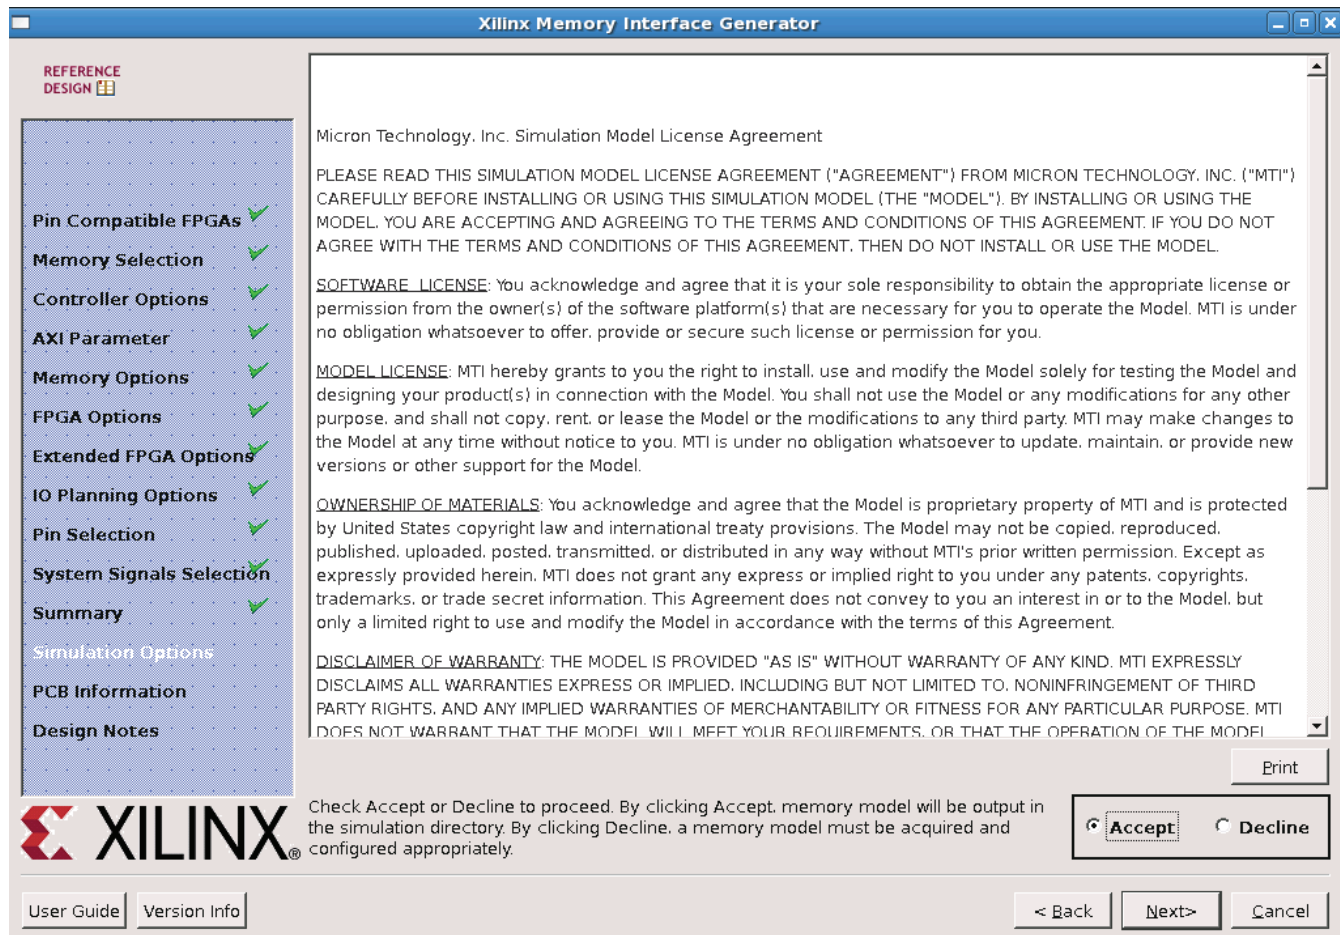 Xilinx Memory Interface Generator
REFERENCE
DESIGN
Pin Compatible FPGAs
Memory Selection
Controller Options
AXI Parameter
Memory Options
FPGA Options
Extended FPGA Options
IO Planning Options
Pin Selection
System Signals Selection
Summary
Simulation Options
PCB Information
Design Notes
Micron Technology, Inc. Simulation Model License Agreement
PLEASE READ THIS SIMULATION MODEL LICENSE AGREEMENT ("AGREEMENT") FROM MICRON TECHNOLOGY, INC. ("MTI")
CAREFULLY BEFORE INSTALLING OR USING THIS SIMULATION MODEL (THE "MODEL"). BY INSTALLING OR USING THE
MODEL, YOU ARE ACCEPTING AND AGREEING TO THE TERMS AND CONDITIONS OF THIS AGREEMENT. IF YOU DO NOT
AGREE WITH THE TERMS AND CONDITIONS OF THIS AGREEMENT, THEN DO NOT INSTALL OR USE THE MODEL.
SOFTWARE LICENSE: You acknowledge and agree that it is your sole responsibility to obtain the appropriate license or
permission from the owner(s) of the software platform(s) that are necessary for you to operate the Model. MTI is under
no obligation whatsoever to offer, provide or secure such license or permission for you.
MODEL LICENSE: MTI hereby grants to you the right to install, use and modify the Model solely for testing the Model and
designing your product(s) in connection with the Model. You shall not use the Model or any modifications for any other
purpose, and shall not copy, rent, or lease the Model or the modifications to any third party. MTI may make changes to
the Model at any time without notice to you. MTI is under no obligation whatsoever to update, maintain, or provide new
versions or other support for the Model.
OWNERSHIP OF MATERIALS: You acknowledge and agree that the Model is proprietary property of MTI and is protected
by United States copyright law and international treaty provisions. The Model may not be copied, reproduced,
published, uploaded, posted, transmitted, or distributed in any way without MTI's prior written permission. Except as
expressly provided herein, MTI does not grant any express or implied right to you under any patents, copyrights,
trademarks, or trade secret information. This Agreement does not convey to you an interest in or to the Model, but
only a limited right to use and modify the Model in accordance with the terms of this Agreement.
DISCLAIMER OF WARRANTY: THE MODEL IS PROVIDED "AS IS" WITHOUT WARRANTY OF ANY KIND. MTI EXPRESSLY
DISCLAIMS ALL WARRANTIES EXPRESS OR IMPLIED, INCLUDING BUT NOT LIMITED TO, NONINFRINGEMENT OF THIRD
PARTY RIGHTS, AND ANY IMPLIED WARRANTIES OF MERCHANTABILITY OR FITNESS FOR ANY PARTICULAR PURPOSE. MTI
DOES NOT WARRANT THAT THE MODEL WILL MEET YOUR REQUIREMENTS, OR THAT THE OPERATION OF THE MODEL
Print
XILINX®
Check Accept or Decline to proceed. By clicking Accept, memory model will be output in
the simulation directory. By clicking Decline, a memory model must be acquired and
configured appropriately.
Accept Decline
User Guide Version Info < Back Next> Cancel